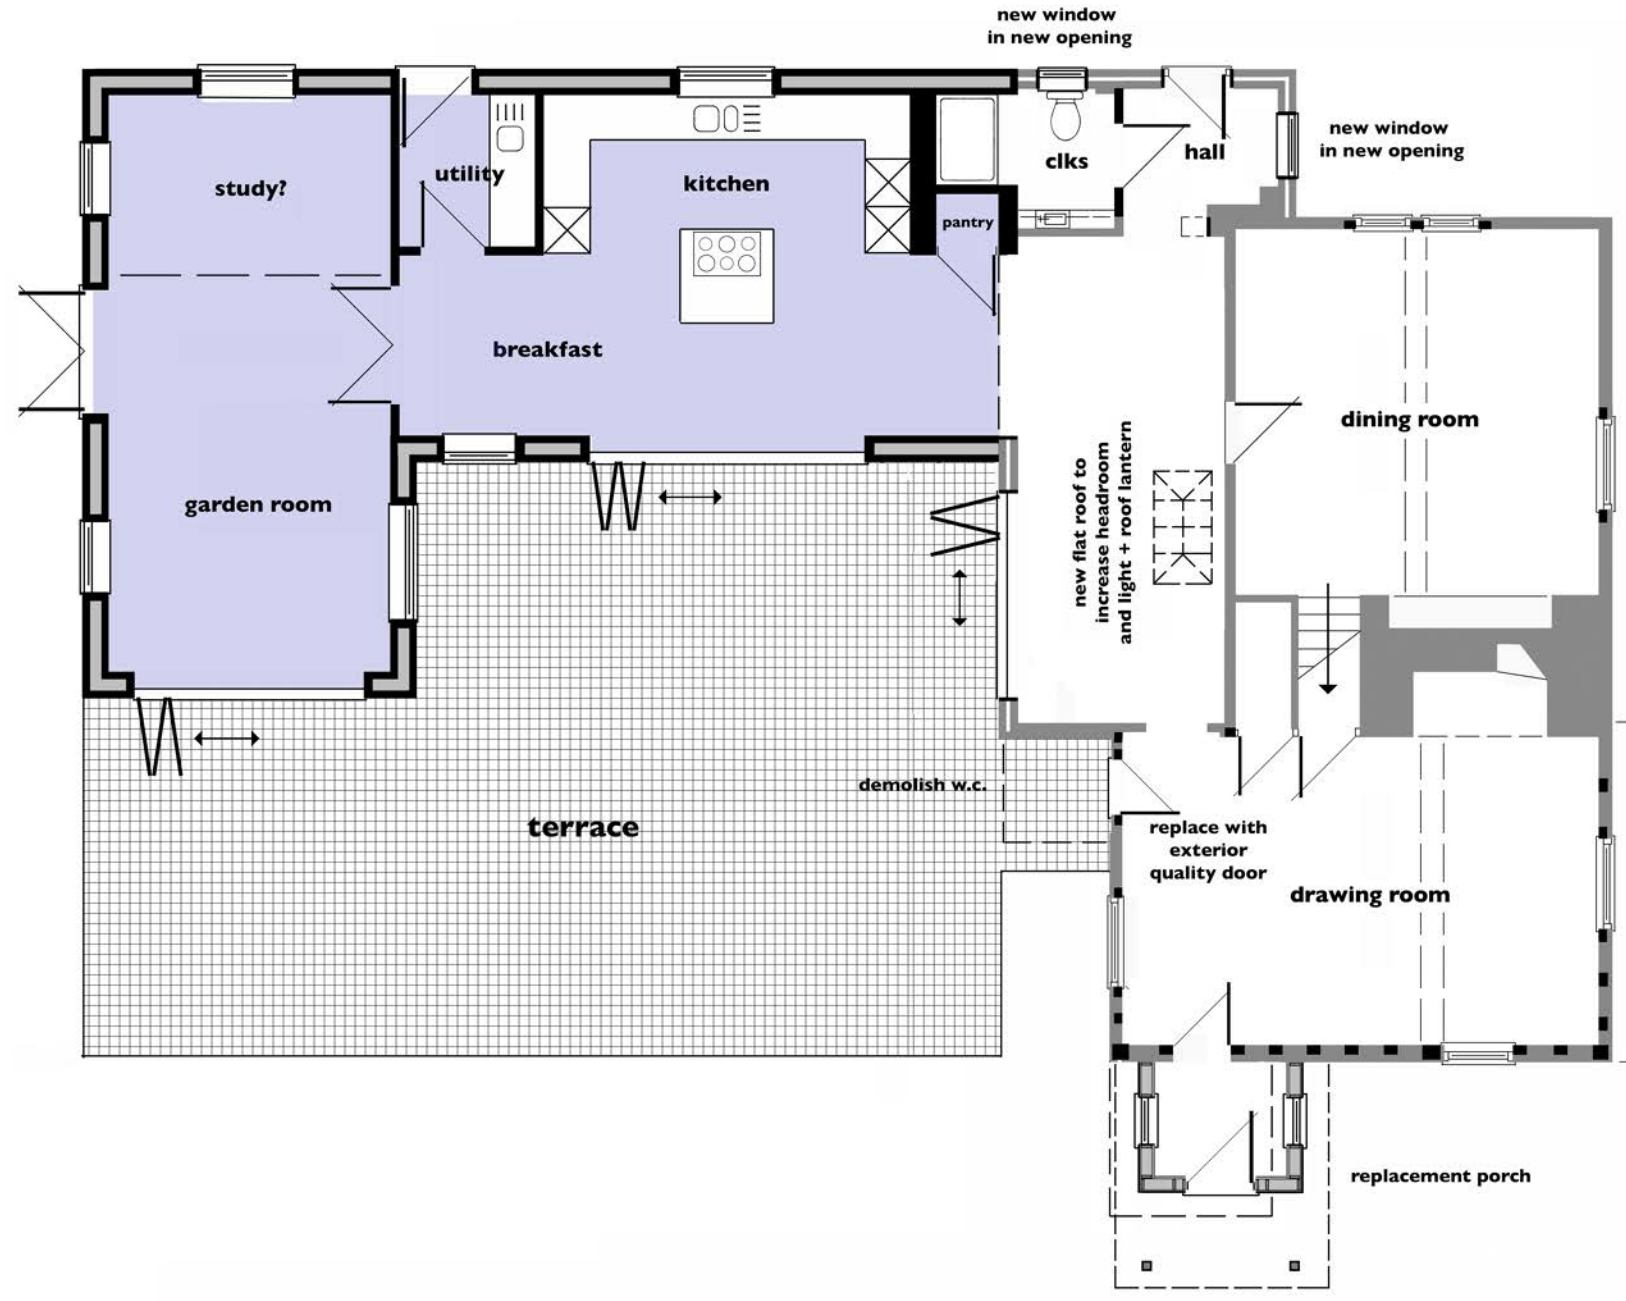 new window
in new opening
new window
in new opening
clks
hall
study?
utility
kitchen
pantry
breakfast
dining room
garden room
new flat roof to
increase headroom
and light + roof lantern
demolish w.c.
terrace
replace with
exterior
quality door
drawing room
replacement porch